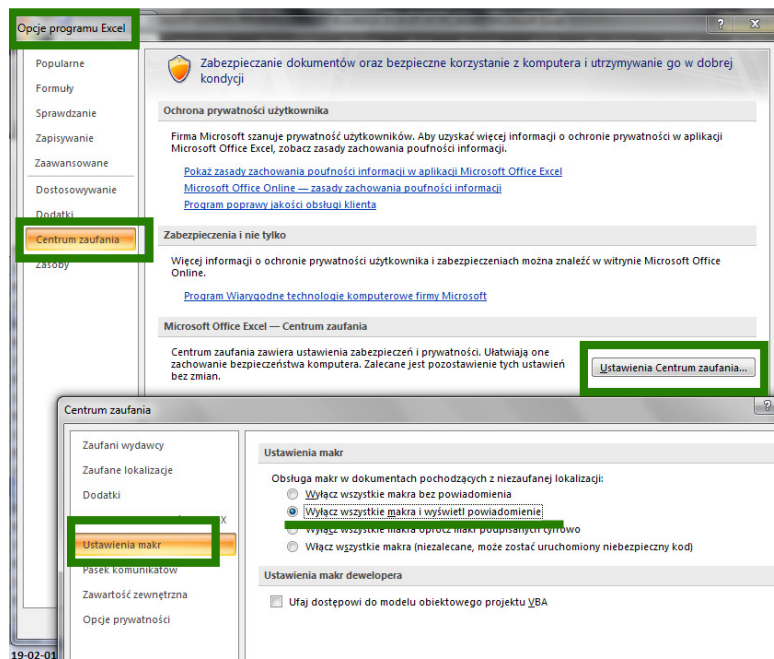 Opcje programu Excel
Popularne
Formuły
Sprawdzanie
Zapisywanie
Zaawansowane
Dostosowywanie
Dodatki
Centrum zaufania
Zasoby
Zabezpieczanie dokumentów oraz bezpieczne korzystanie z komputera i utrzymywanie go w dobrej
kondycji
Ochrona prywatności użytkownika
Firma Microsoft szanuje prywatność użytkowników. Aby uzyskać więcej informacji o ochronie prywatności w aplikacji
Microsoft Office Excel, zobacz zasady zachowania poufności informacji.
Pokaż zasady zachowania poufności informacji w aplikacji Microsoft Office Excel
Microsoft Office Online — zasady zachowania poufności informacji
Program poprawy jakości obsługi klienta
Zabezpieczenia i nie tylko
Więcej informacji o ochronie prywatności użytkownika i zabezpieczeniach można znaleźć w witrynie Microsoft Office
Online.
Program Wiarygodne technologie komputerowe firmy Microsoft
Microsoft Office Excel — Centrum zaufania
Centrum zaufania zawiera ustawienia zabezpieczeń i prywatności. Ułatwiają one
zachowanie bezpieczeństwa komputera. Zalecane jest pozostawienie tych ustawień
bez zmian.
Ustawienia Centrum zaufania...
Centrum zaufania
Zaufani wydawcy
Zaufane lokalizacje
Dodatki
X
Ustawienia makr
Pasek komunikatów
Zawartość zewnętrzna
Opcje prywatności
Ustawienia makr
Obsługa makr w dokumentach pochodzących z niezaufanej lokalizacji:
Wyłącz wszystkie makra bez powiadomienia
Wyłącz wszystkie makra i wyświetl powiadomienie
Wyłącz wszystkie makra oprócz makr podpisanych cyfrowo
Włącz wszystkie makra (niezalecane, może zostać uruchomiony niebezpieczny kod)
Ustawienia makr dewelopera
Ufaj dostępowi do modelu obiektowego projektu VBA
19-02-01